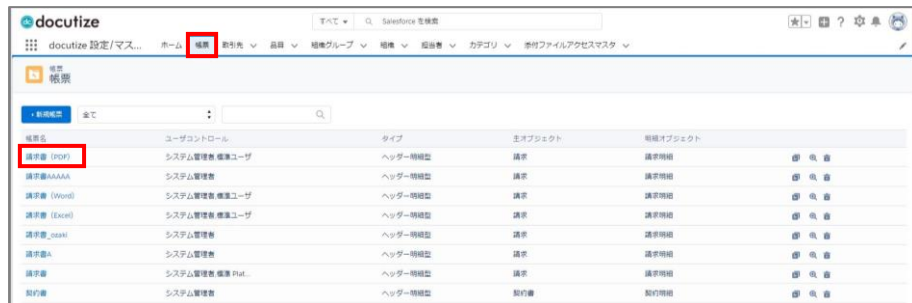 docutize
すべて
Salesforce を検索
docutize 設定/マス... ホーム 帳票 取引先 品目 組織グループ 組織 担当者 カテゴリ 添付ファイルアクセスマスタ
帳票
帳票
+新規帳票 全て
帳票名 ユーザコントロール タイプ 主オブジェクト 明細オブジェクト
請求書（PDF） システム管理者,標準ユーザ ヘッダー明細型 請求 請求明細
請求書AAAAA システム管理者 ヘッダー明細型 請求 請求明細
請求書（Word） システム管理者,標準ユーザ ヘッダー明細型 請求 請求明細
請求書（Excel） システム管理者,標準ユーザ ヘッダー明細型 請求 請求明細
請求書_ozaki システム管理者 ヘッダー明細型 請求 請求明細
請求書A システム管理者 ヘッダー明細型 請求 請求明細
請求書 システム管理者,標準 Plat... ヘッダー明細型 請求 請求明細
契約書 システム管理者 ヘッダー明細型 契約書 契約明細